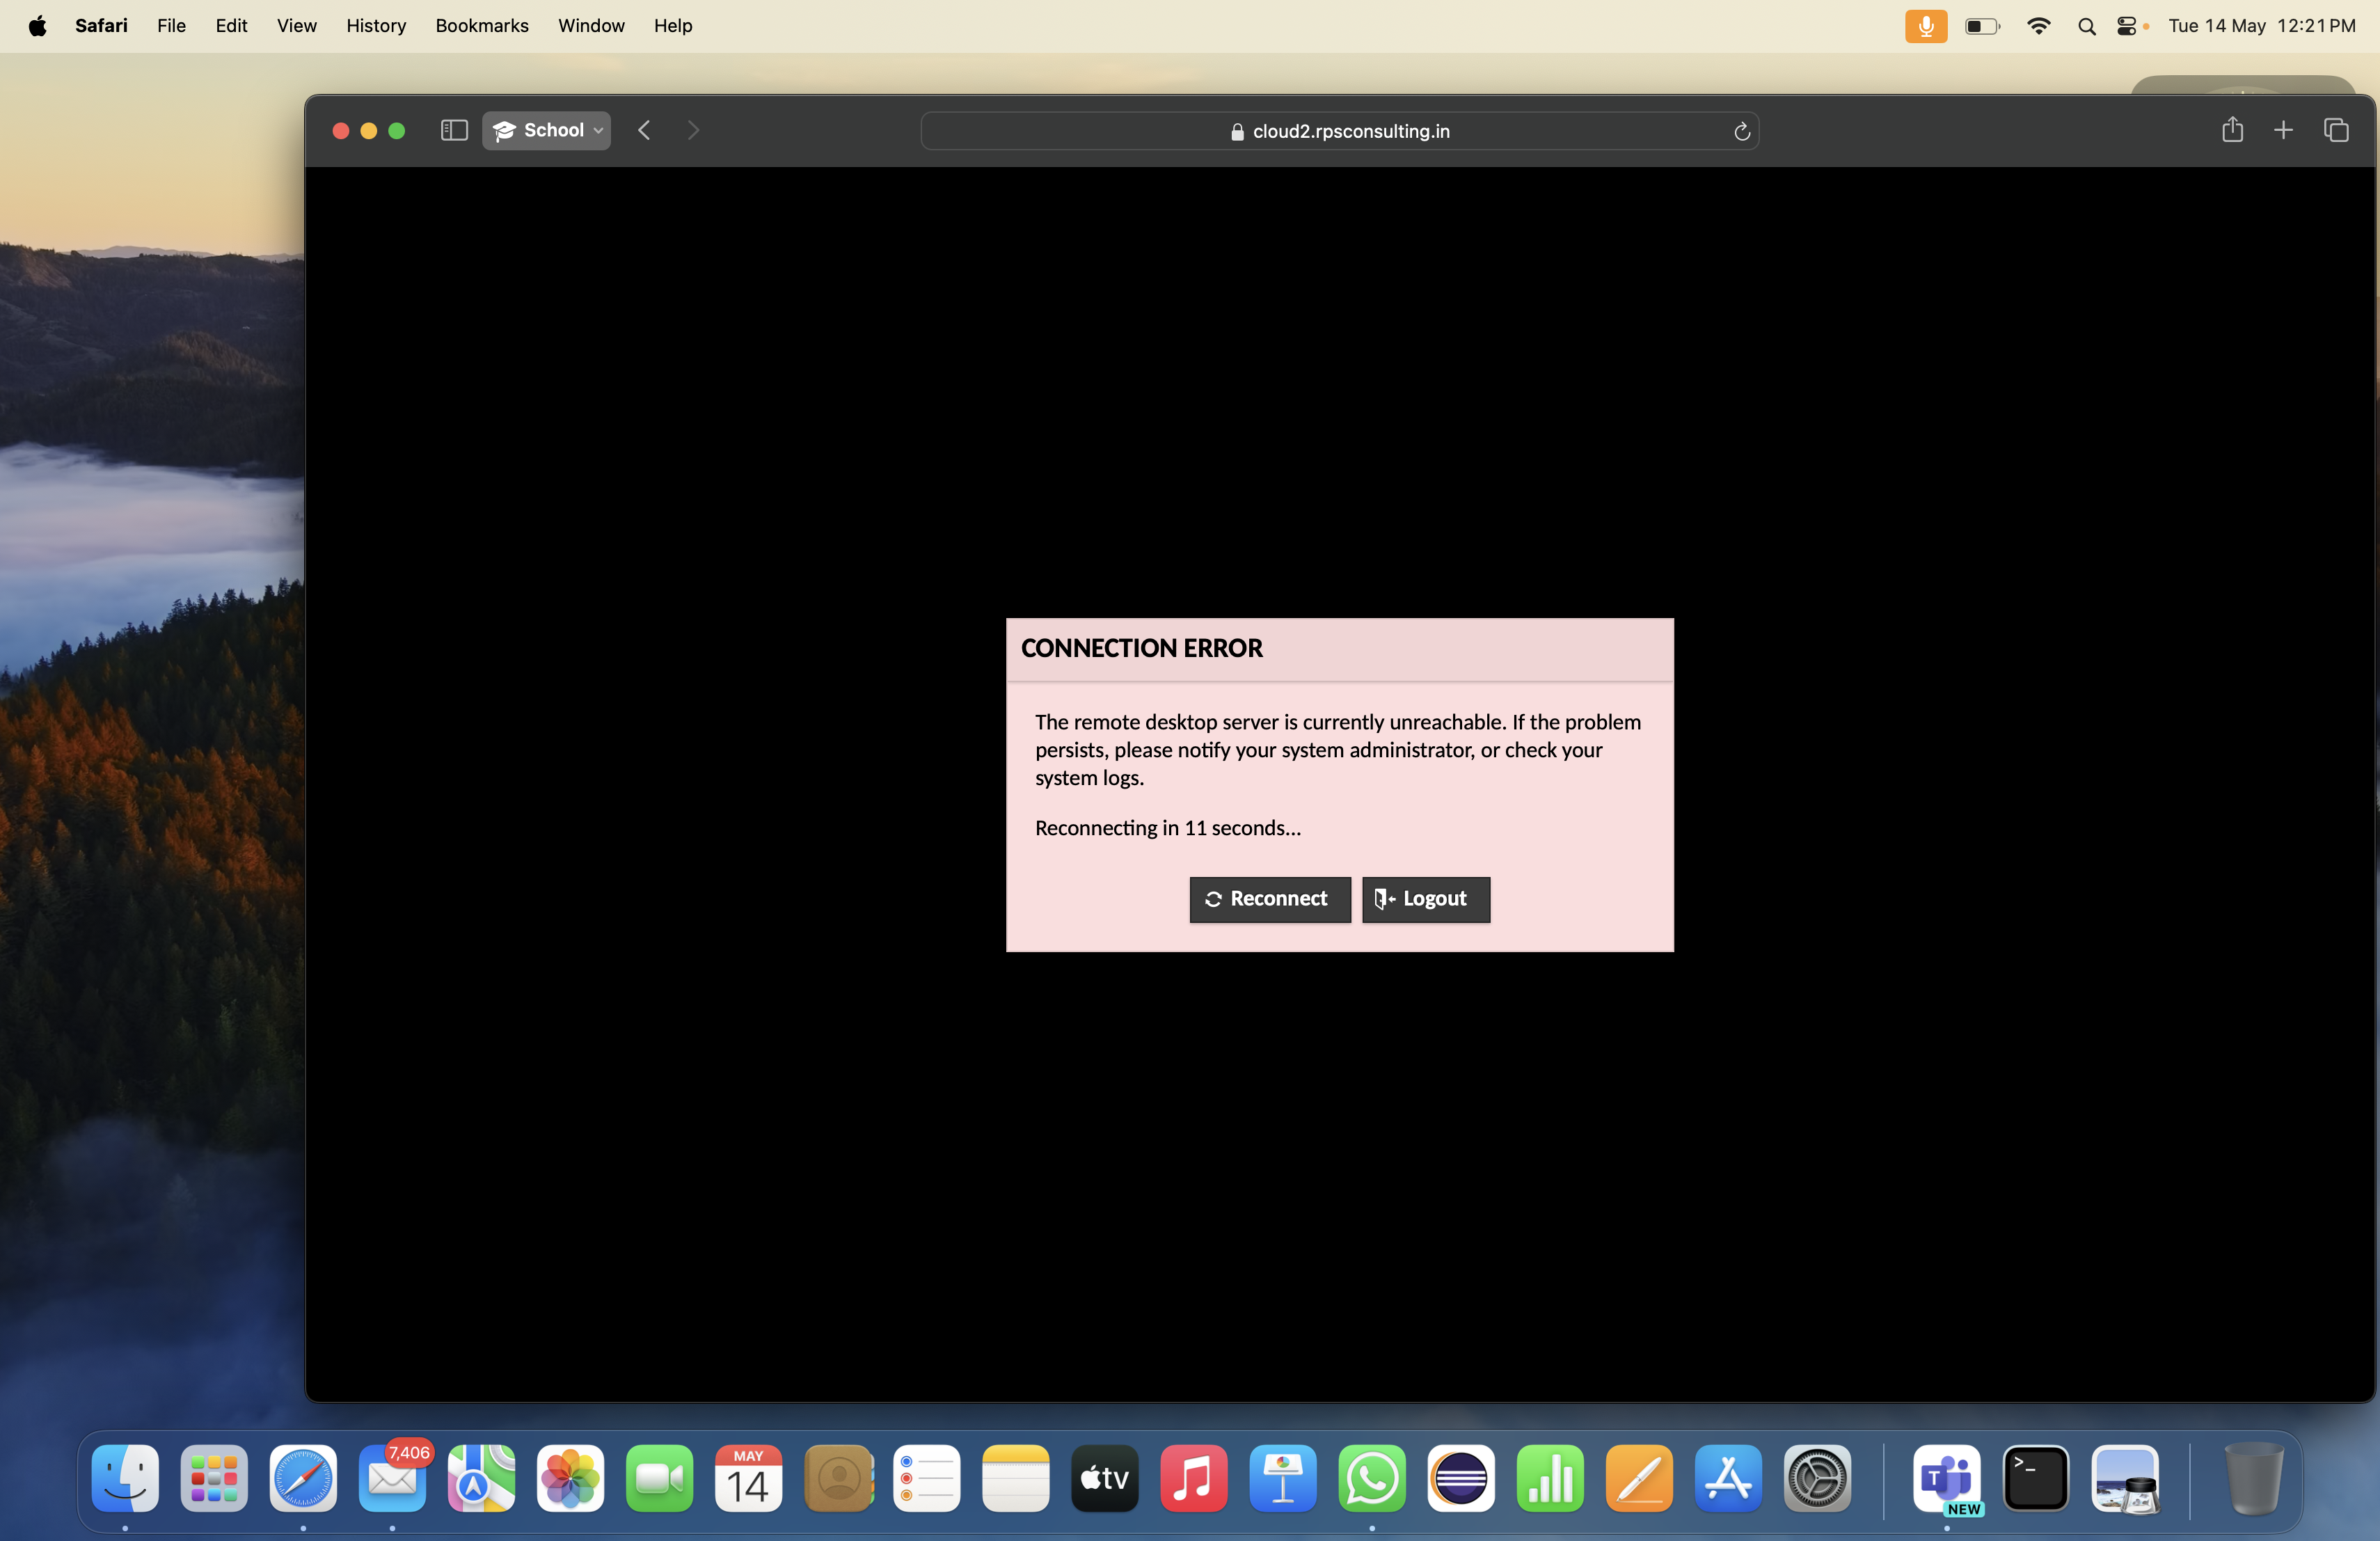 Safari File Edit View History Bookmarks Window Help
Tue 14 May 12:21 PM
School
cloud2.rpsconsulting.in
CONNECTION ERROR
The remote desktop server is currently unreachable. If the problem
persists, please notify your system administrator, or check your
system logs.
Reconnecting in 11 seconds...
Reconnect
Logout
7,406
MAY
14
tv
T
NEW
>_